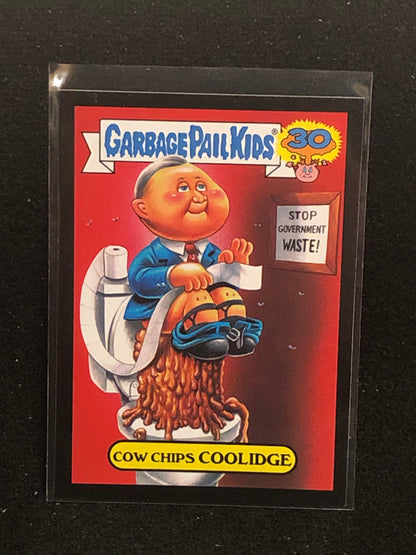 GARBAGE PAIL KIDS®
30
STOP
GOVERNMENT
WASTE!
COW CHIPS COOLIDGE